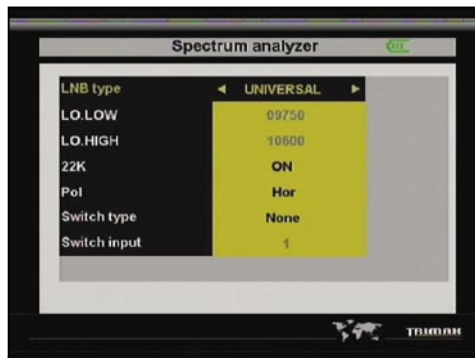 Spectrum analyzer
LNB type ◄ UNIVERSAL ►
LO.LOW 09750
LO.HIGH 10600
22K ON
Pol Hor
Switch type None
Switch input 1
TRIMAX